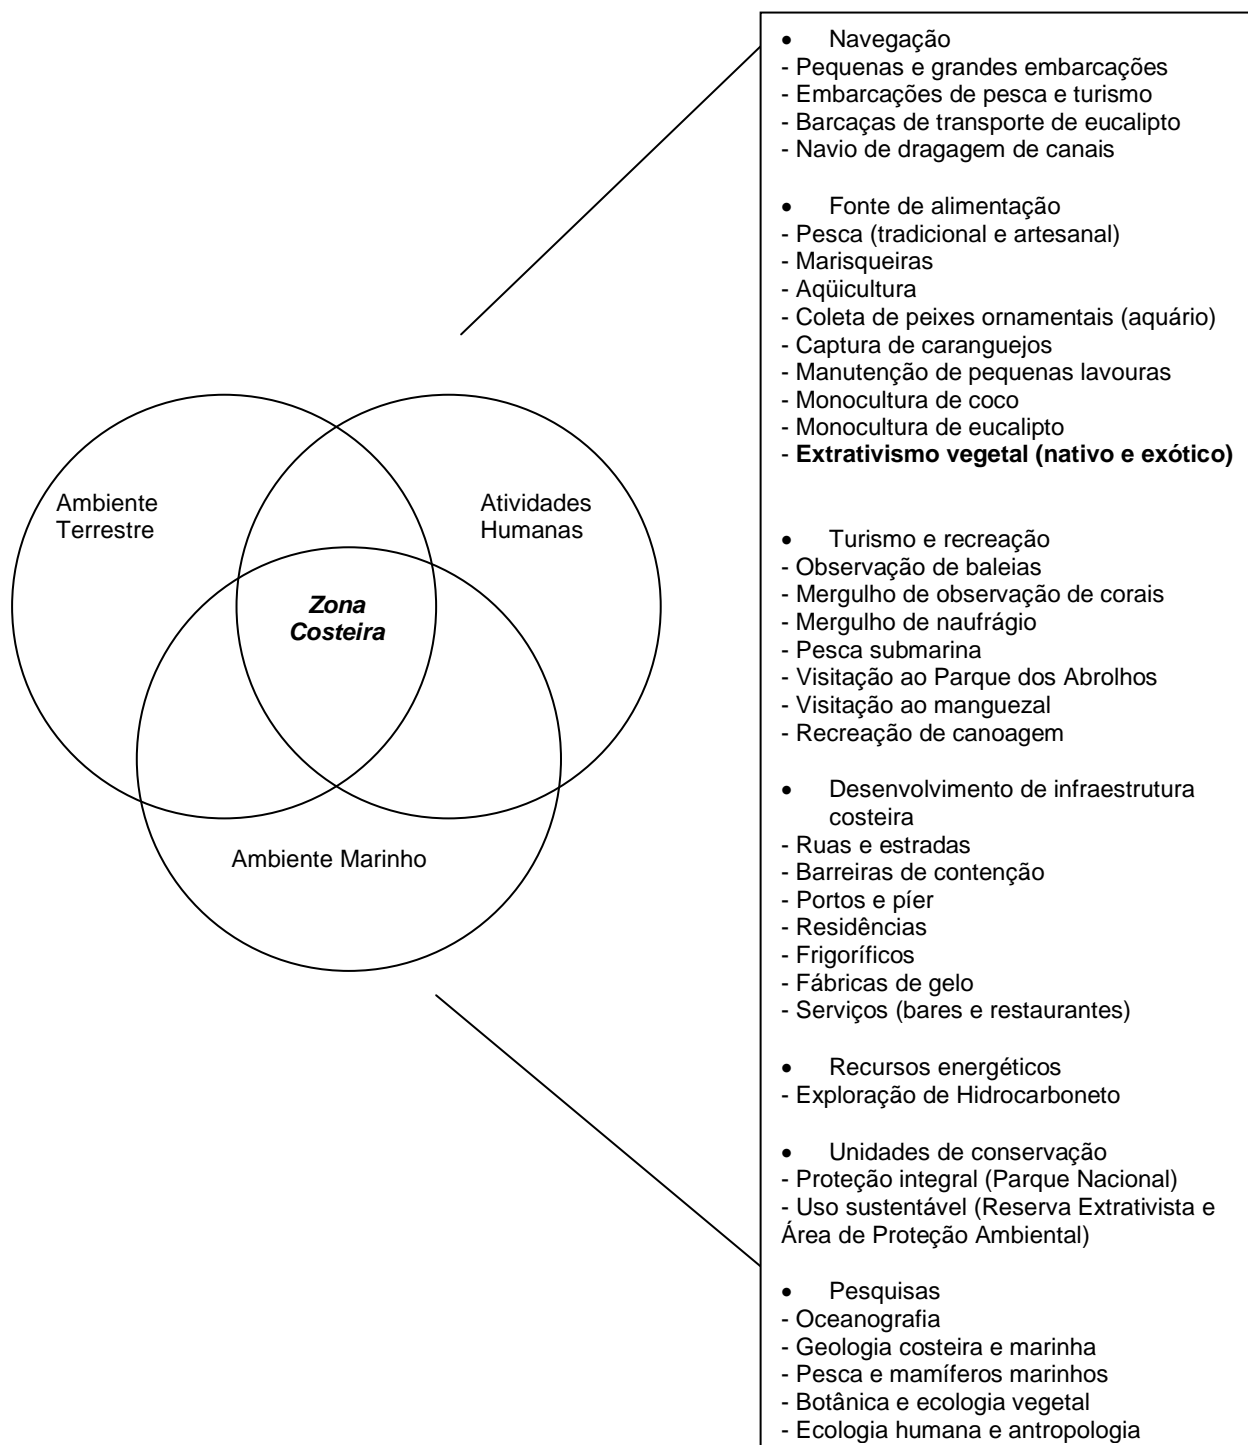 Ambiente
Terrestre
Atividades
Humanas
Zona
Costeira
Ambiente Marinho
• Navegação
- Pequenas e grandes embarcações
- Embarcações de pesca e turismo
- Barcaças de transporte de eucalipto
- Navio de dragagem de canais
• Fonte de alimentação
- Pesca (tradicional e artesanal)
- Marisqueiras
- Aqüicultura
- Coleta de peixes ornamentais (aquário)
- Captura de caranguejos
- Manutenção de pequenas lavouras
- Monocultura de coco
- Monocultura de eucalipto
- Extrativismo vegetal (nativo e exótico)
• Turismo e recreação
- Observação de baleias
- Mergulho de observação de corais
- Mergulho de naufrágio
- Pesca submarina
- Visitação ao Parque dos Abrolhos
- Visitação ao manguezal
- Recreação de canoagem
• Desenvolvimento de infraestrutura
costeira
- Ruas e estradas
- Barreiras de contenção
- Portos e píer
- Residências
- Frigoríficos
- Fábricas de gelo
- Serviços (bares e restaurantes)
• Recursos energéticos
- Exploração de Hidrocarboneto
• Unidades de conservação
- Proteção integral (Parque Nacional)
- Uso sustentável (Reserva Extrativista e
Área de Proteção Ambiental)
• Pesquisas
- Oceanografia
- Geologia costeira e marinha
- Pesca e mamíferos marinhos
- Botânica e ecologia vegetal
- Ecologia humana e antropologia